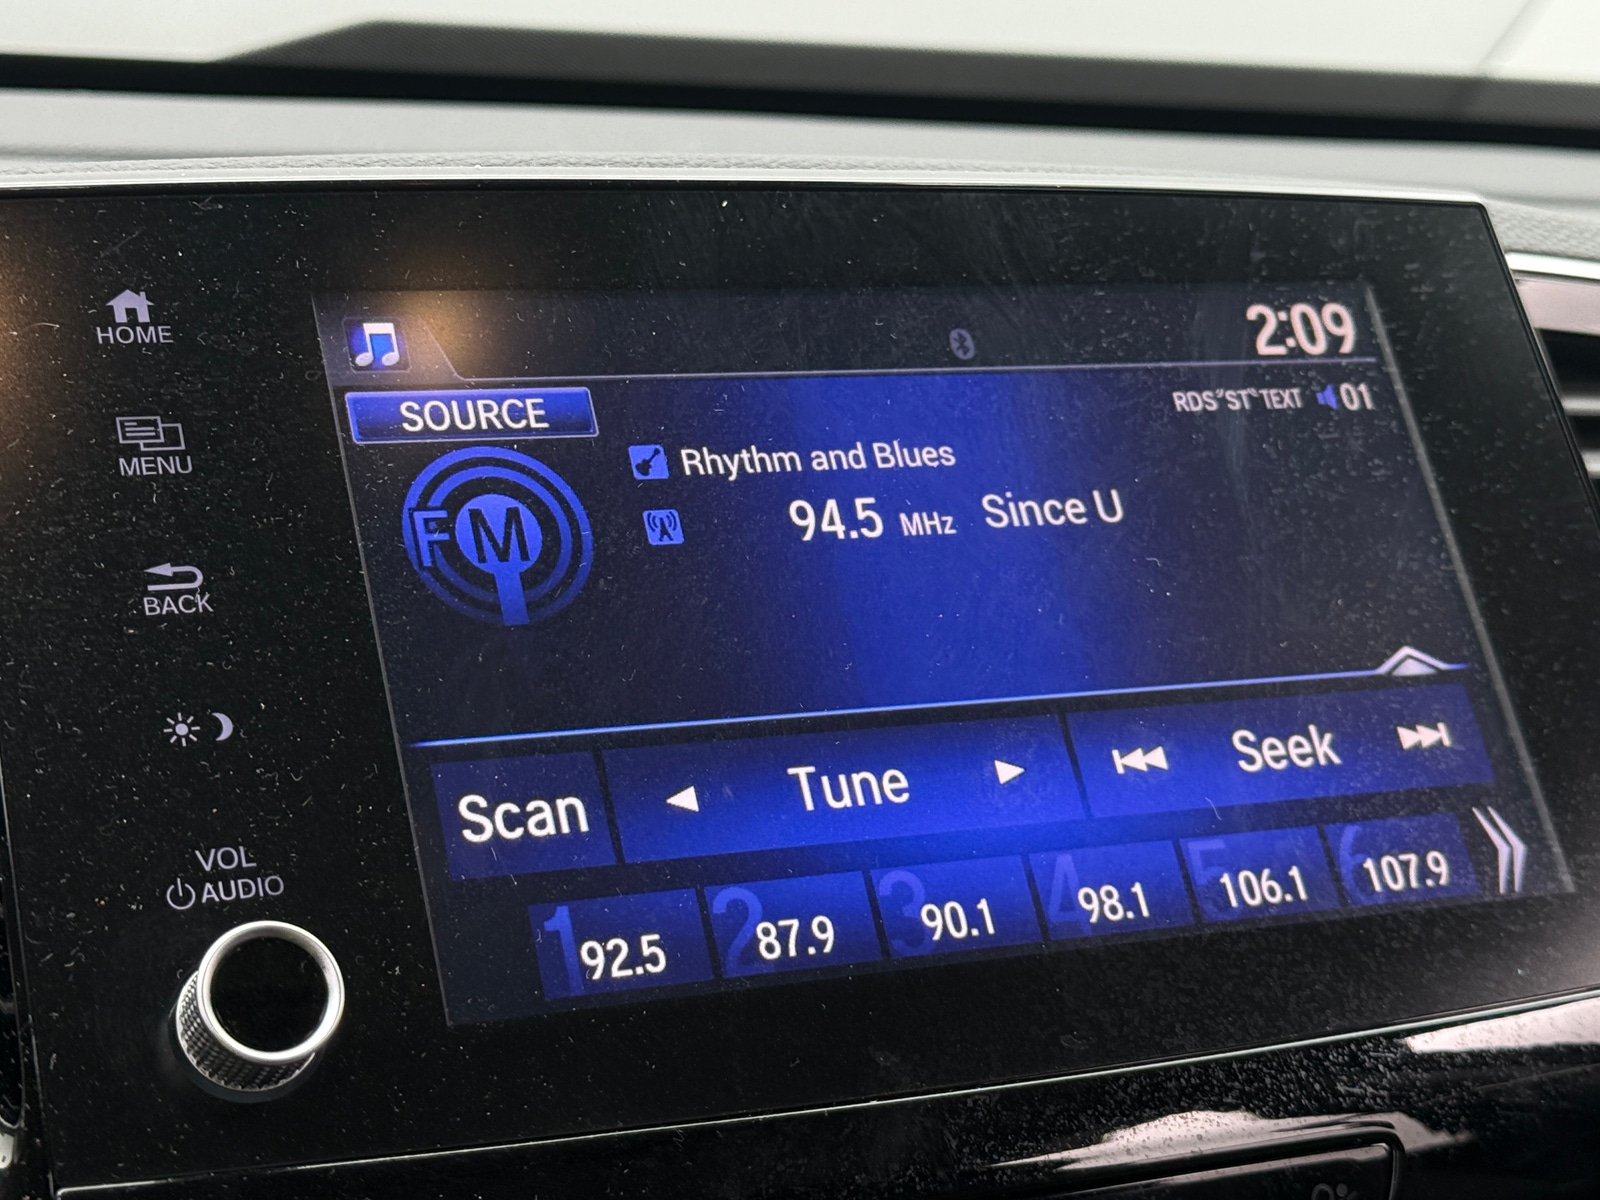 HOME
MENU
BACK
VOL
AUDIO
2:09
SOURCE
RDS "ST" TEXT 01
FM
Rhythm and Blues
94.5 MHz Since U
Scan Tune Seek
1 92.5 2 87.9 3 90.1 4 98.1 5 106.1 6 107.9